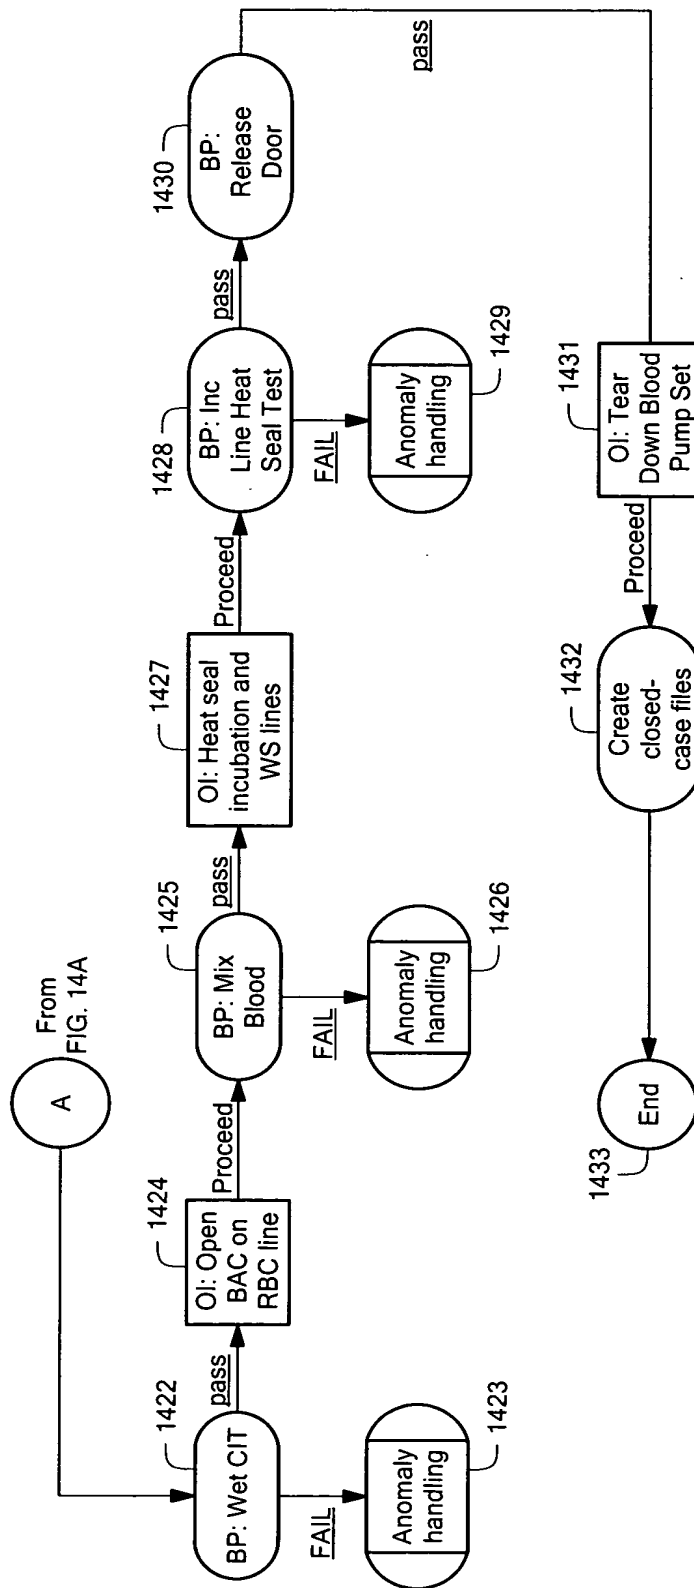 From
FIG. 14A
A
1422
BP: Wet CIT
pass
FAIL
Anomaly
handling
1423
1424
OI: Open
BAC on
RBC line
Proceed
1425
BP: Mix
Blood
pass
FAIL
Anomaly
handling
1426
1427
OI: Heat seal
incubation and
WS lines
Proceed
1428
BP: Inc
Line Heat
Seal Test
pass
FAIL
Anomaly
handling
1429
1430
BP:
Release
Door
pass
1431
OI: Tear
Down Blood
Pump Set
Proceed
1432
Create
closed-
case files
End
1433